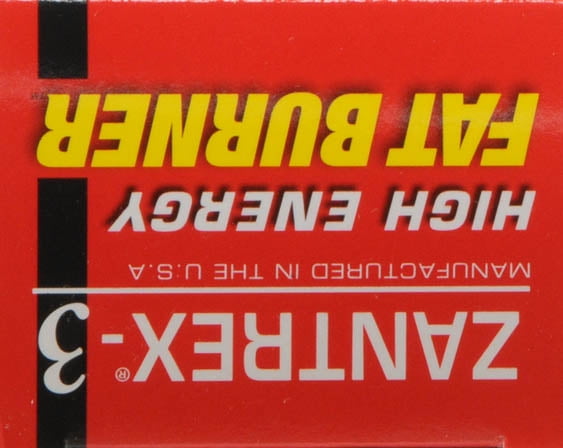 ZANTREX®-3
MANUFACTURED IN THE U.S.A
HIGH ENERGY
FAT BURNER